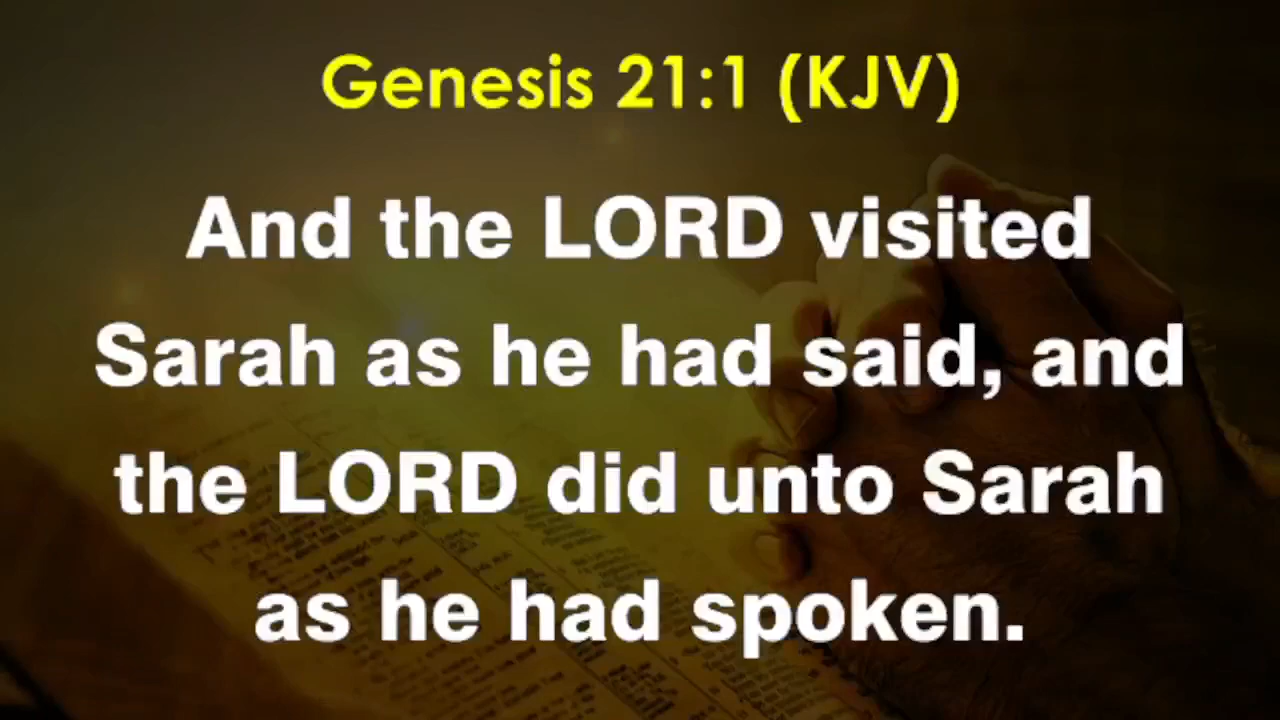 Genesis 21:1 (KJV)
And the LORD visited
Sarah as he had said, and
the LORD did unto Sarah
as he had spoken.